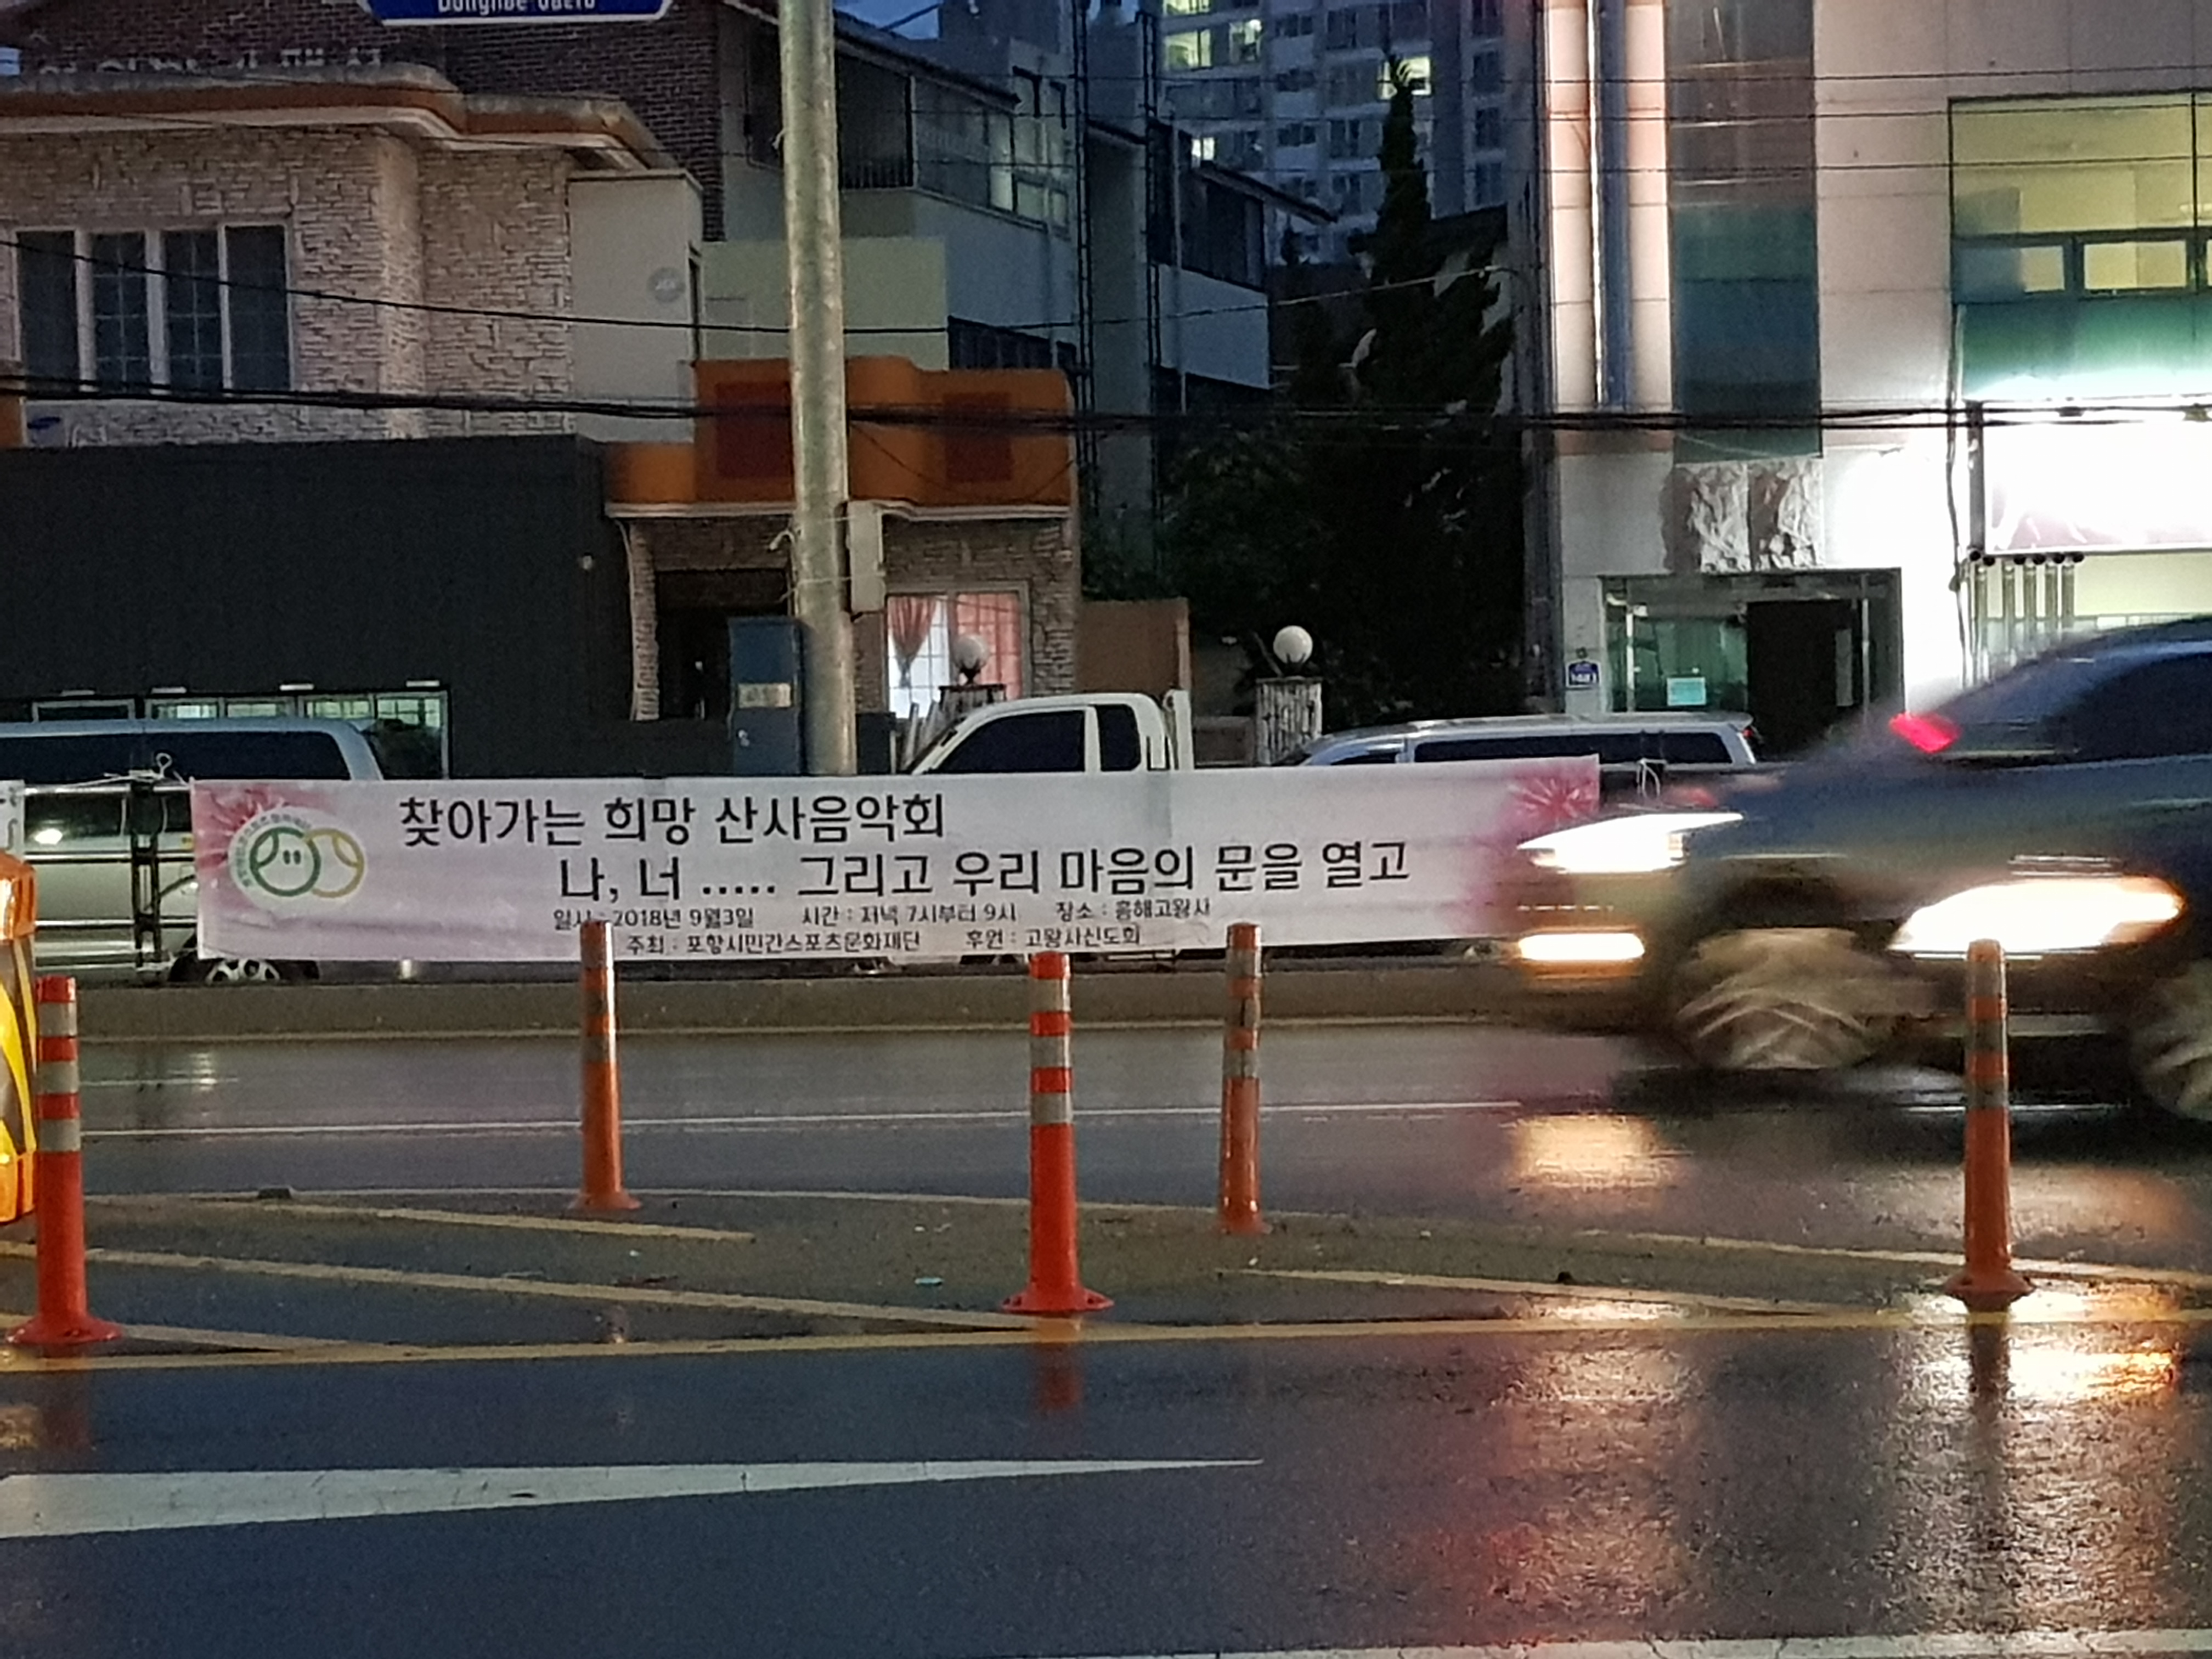 Donghae-daero
찾아가는 희망 산사음악회
나, 너 ..... 그리고 우리 마음의 문을 열고
일시 : 2018년 9월3일 시간 : 저녁 7시부터 9시 장소 : 흥해고왕사
주최 : 포항시민간스포츠문화재단 후원 : 고왕사신도회